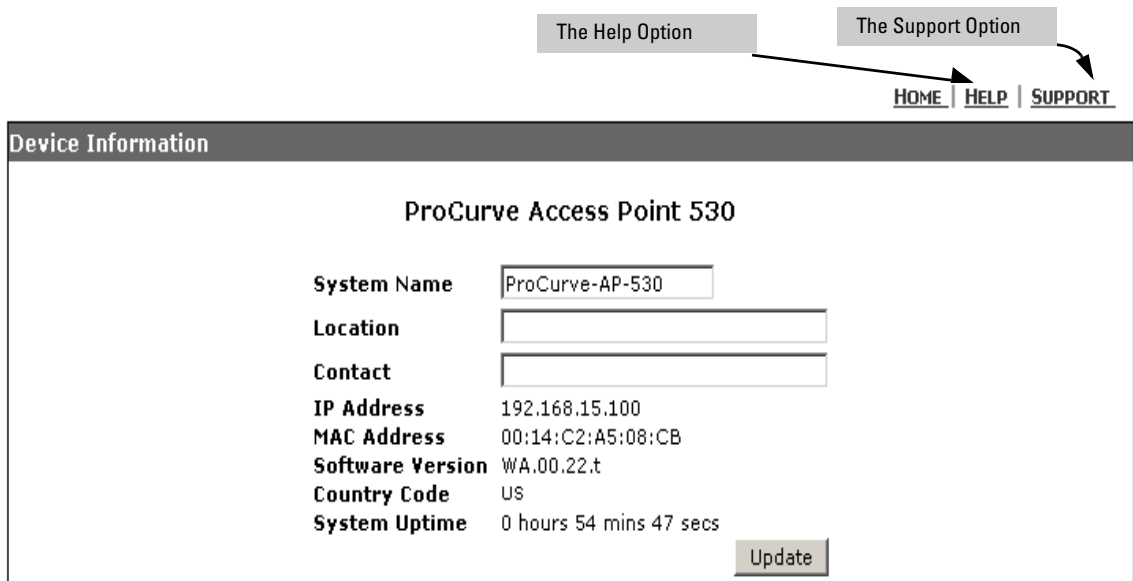 The Help Option
The Support Option
HOME | HELP | SUPPORT
Device Information
ProCurve Access Point 530
System Name ProCurve-AP-530
Location
Contact
IP Address 192.168.15.100
MAC Address 00:14:C2:A5:08:CB
Software Version WA.00.22.t
Country Code US
System Uptime 0 hours 54 mins 47 secs
Update